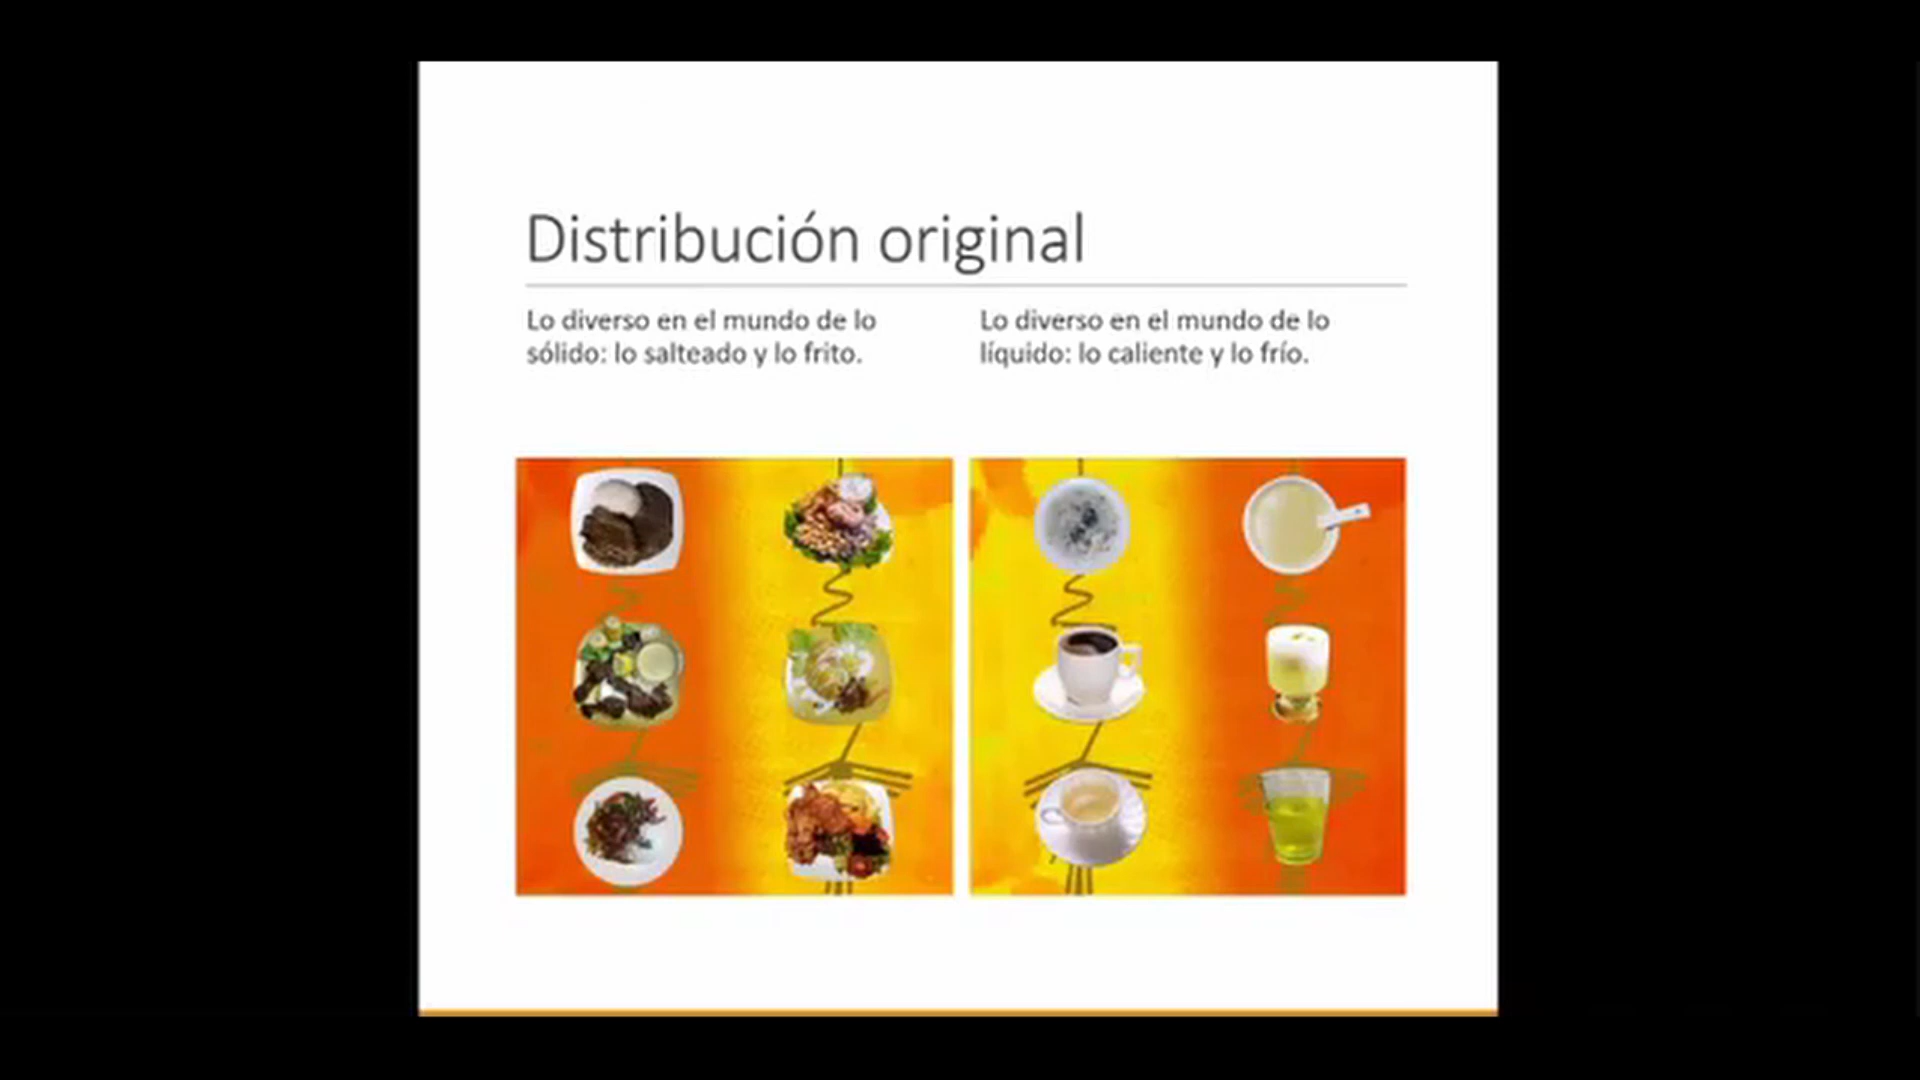 Distribución original
Lo diverso en el mundo de lo
sólido: lo salteado y lo frito.
Lo diverso en el mundo de lo
líquido: lo caliente y lo frío.